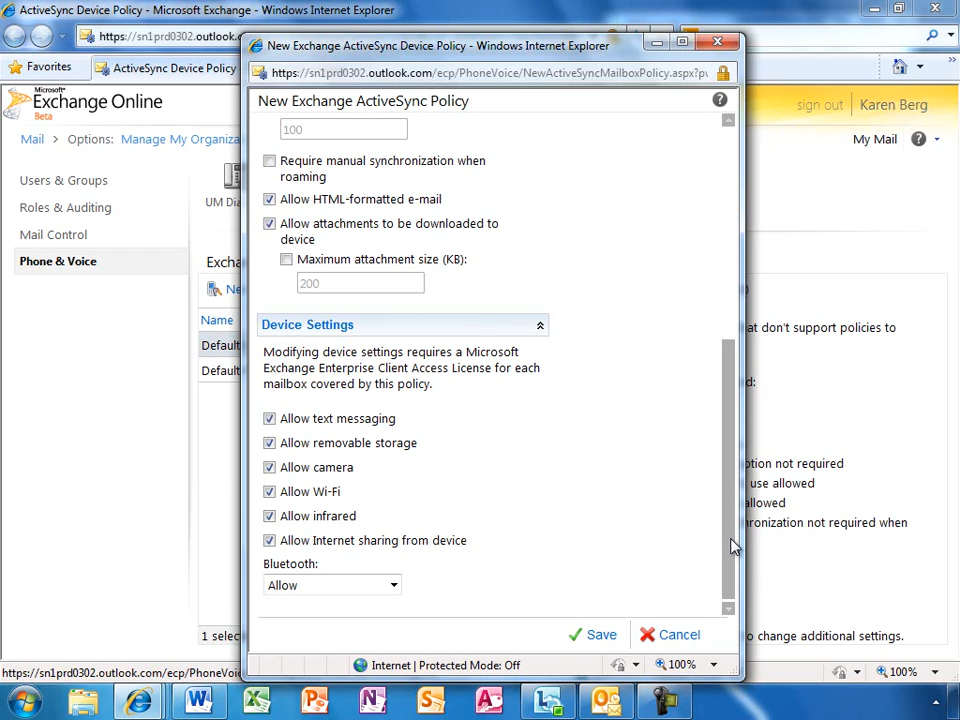 ActiveSync Device Policy - Microsoft Exchange - Windows Internet Explorer
https://sn1prd0302.outlook.c
Favorites
ActiveSync Device Policy
Microsoft®
Exchange Online
Beta
sign out
Karen Berg
Mail > Options: Manage My Organiza
My Mail
Users & Groups
Roles & Auditing
Mail Control
Phone & Voice
UM Dia
Excha
Ne
Name
Default
Default
1 selec
at don't support policies to
d:
ption not required
use allowed
allowed
chronization not required when
o change additional settings.
New Exchange ActiveSync Device Policy - Windows Internet Explorer
https://sn1prd0302.outlook.com/ecp/PhoneVoice/NewActiveSyncMailboxPolicy.aspx?pv
New Exchange ActiveSync Policy
100
Require manual synchronization when
roaming
Allow HTML-formatted e-mail
Allow attachments to be downloaded to
device
Maximum attachment size (KB):
200
Device Settings
Modifying device settings requires a Microsoft
Exchange Enterprise Client Access License for each
mailbox covered by this policy.
Allow text messaging
Allow removable storage
Allow camera
Allow Wi-Fi
Allow infrared
Allow Internet sharing from device
Bluetooth:
Allow
Save
Cancel
Internet | Protected Mode: Off
100%
https://sn1prd0302.outlook.com/ecp/PhoneVoi
100%